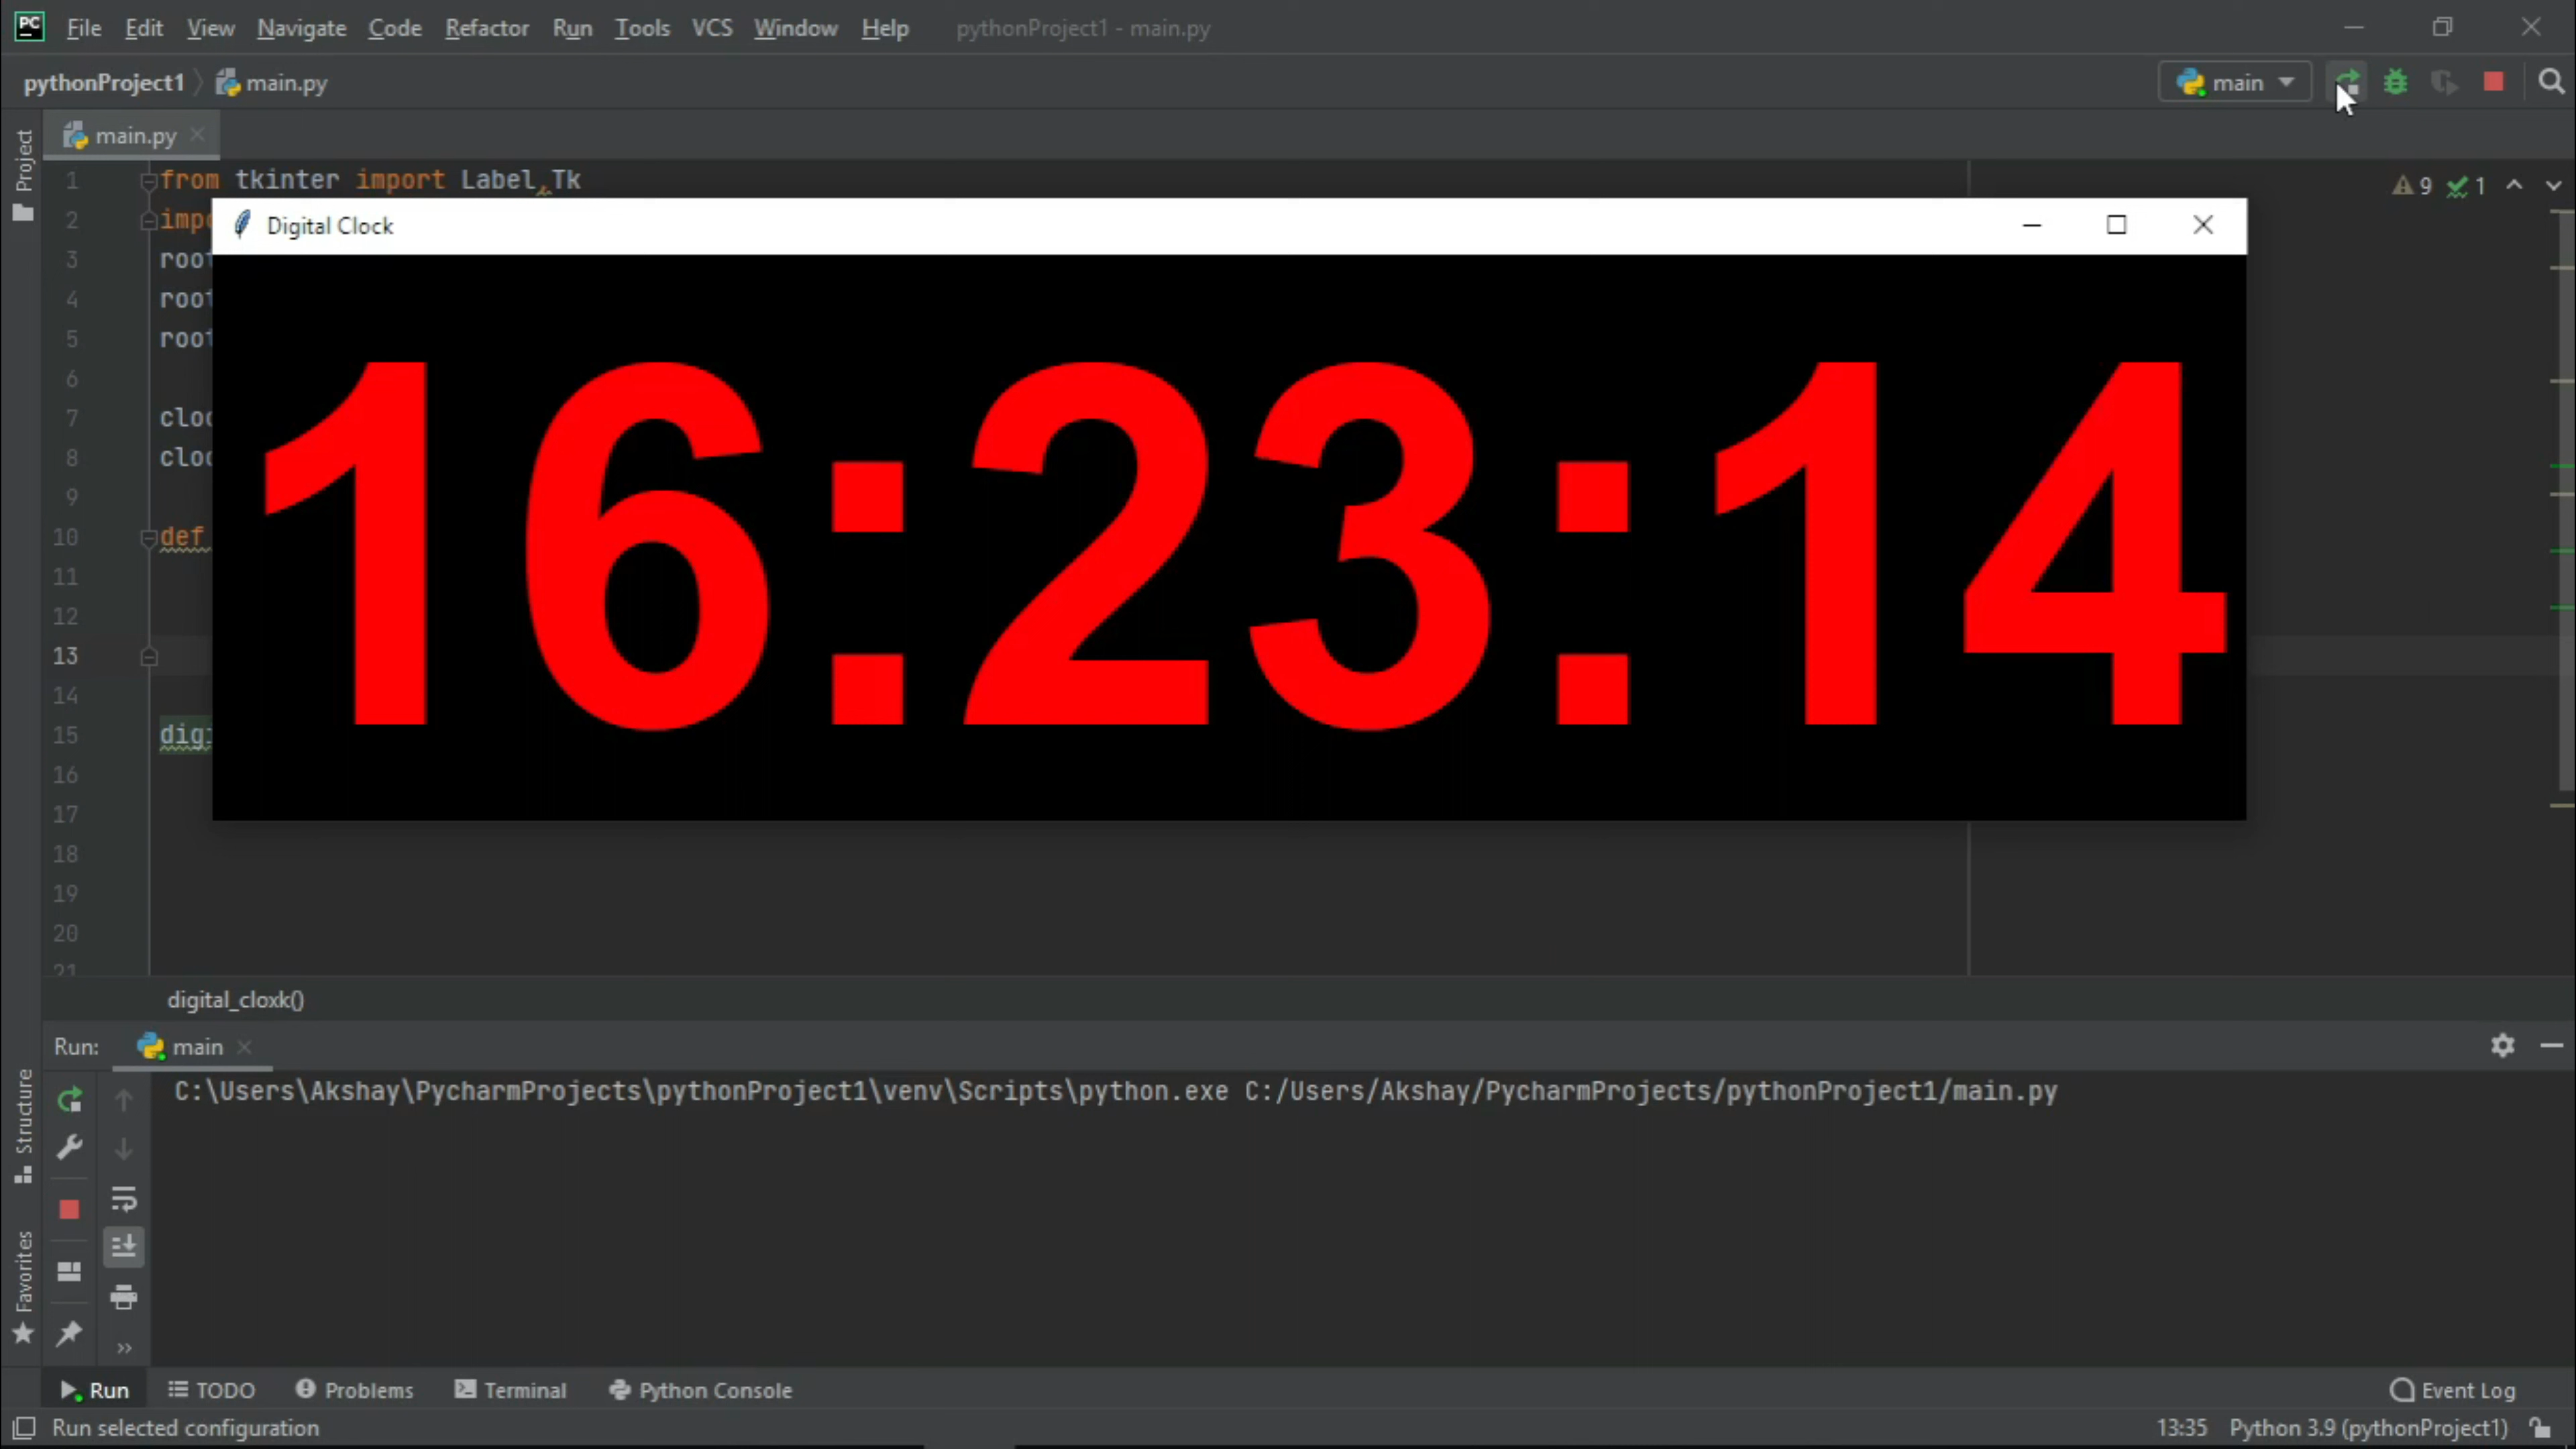 PC File Edit View Navigate Code Refactor Run Tools VCS Window Help pythonProject1 - main.py
pythonProject1 main.py main
main.py
Project
1 from tkinter import Label,Tk
9 1
2 impo
Digital Clock
3 root
4 root
5 root
6
7 cloc
8 cloc
9
10 def
11
12
13
14
15 digi
16
17
18
19
20
21
16:23:14
digital_cloxk()
Run: main
C:\Users\Akshay\PycharmProjects\pythonProject1\venv\Scripts\python.exe C:/Users/Akshay/PycharmProjects/pythonProject1/main.py
Structure
Favorites
Run TODO Problems Terminal Python Console Event Log
Run selected configuration 13:35 Python 3.9 (pythonProject1)